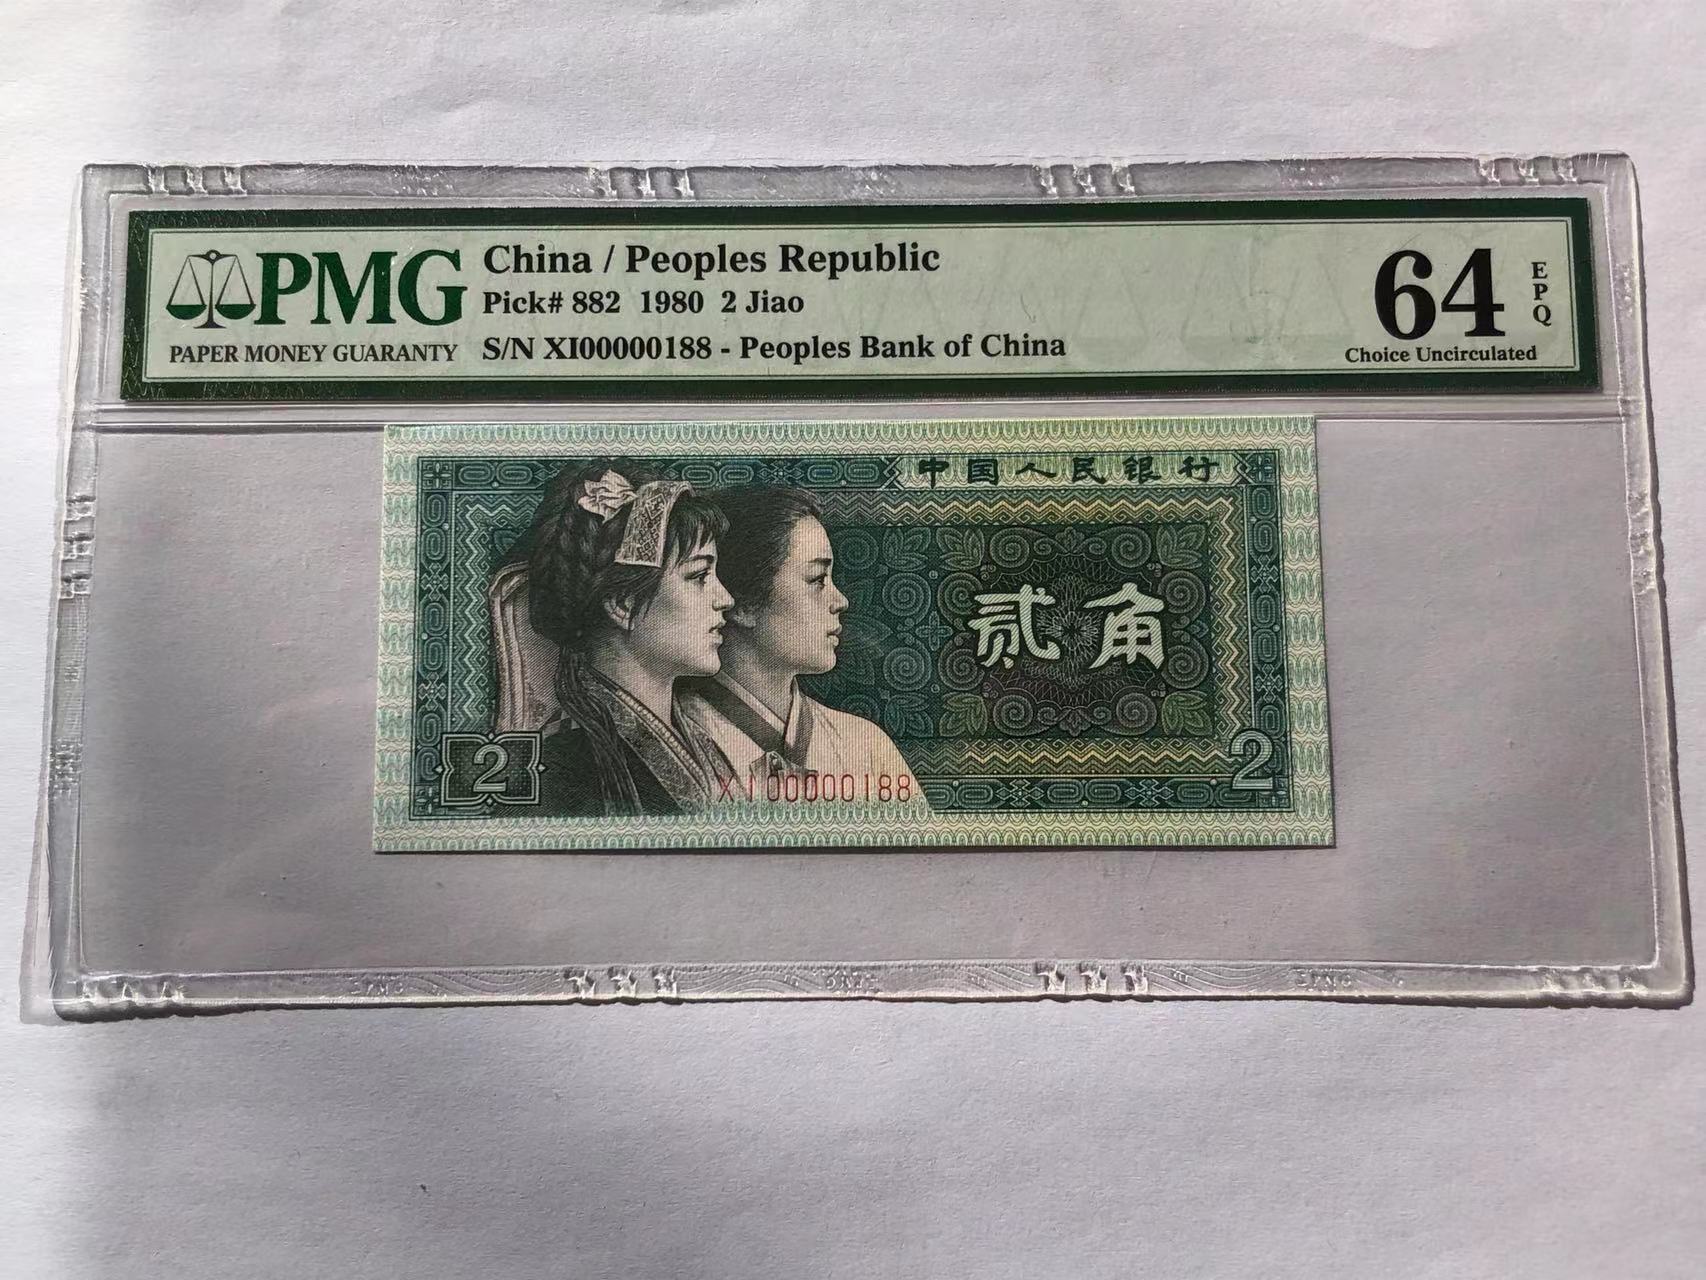 PMG
PAPER MONEY GUARANTY
China / Peoples Republic
Pick# 882 1980 2 Jiao
S/N XI00000188 - Peoples Bank of China
64
EPQ
Choice Uncirculated
中国人民银行
贰角
2
2
XI00000188